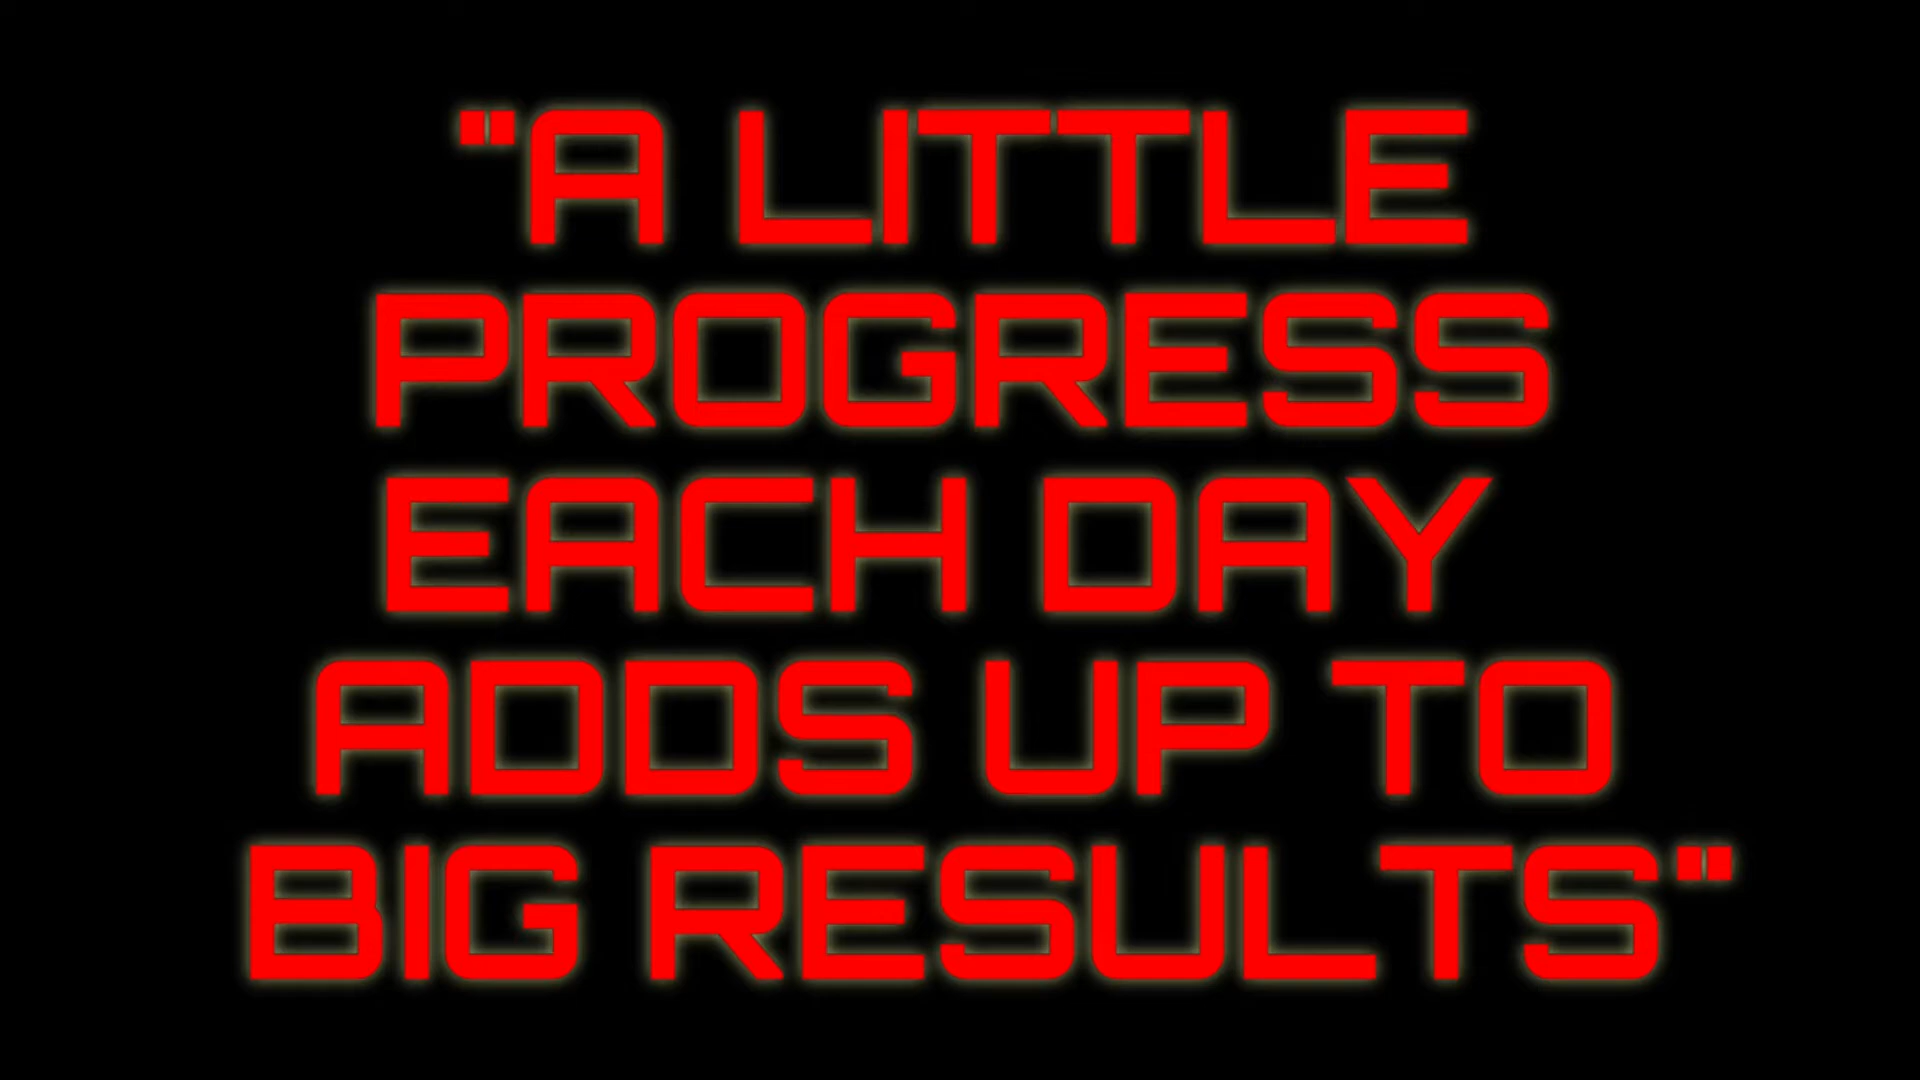 "A LITTLE
PROGRESS
EACH DAY
ADDS UP TO
BIG RESULTS"